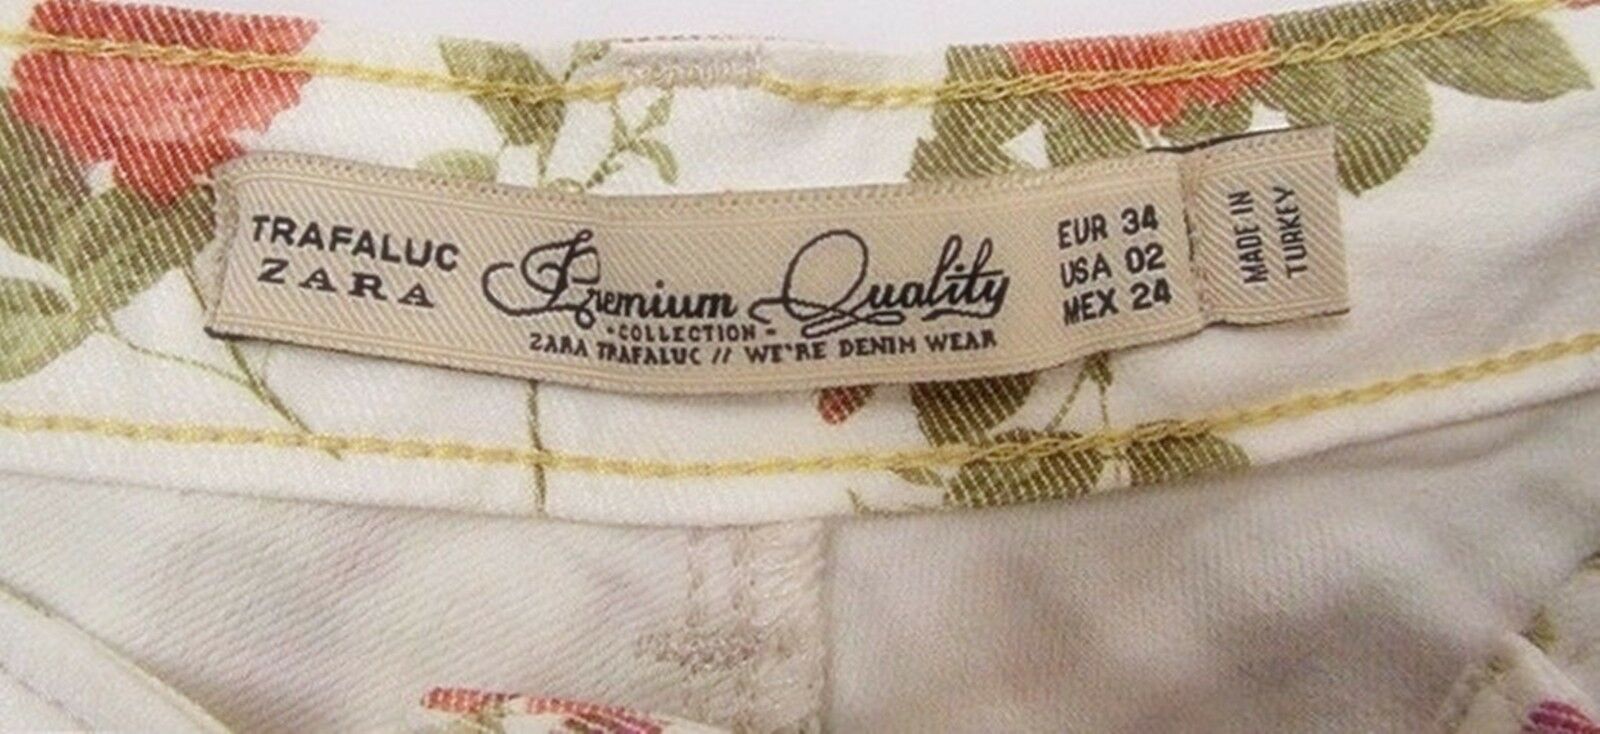 TRAFALUC
ZARA
Premium Quality
- COLLECTION -
ZARA TRAFALUC // WE'RE DENIM WEAR
EUR 34
USA 02
MEX 24
MADE IN
TURKEY